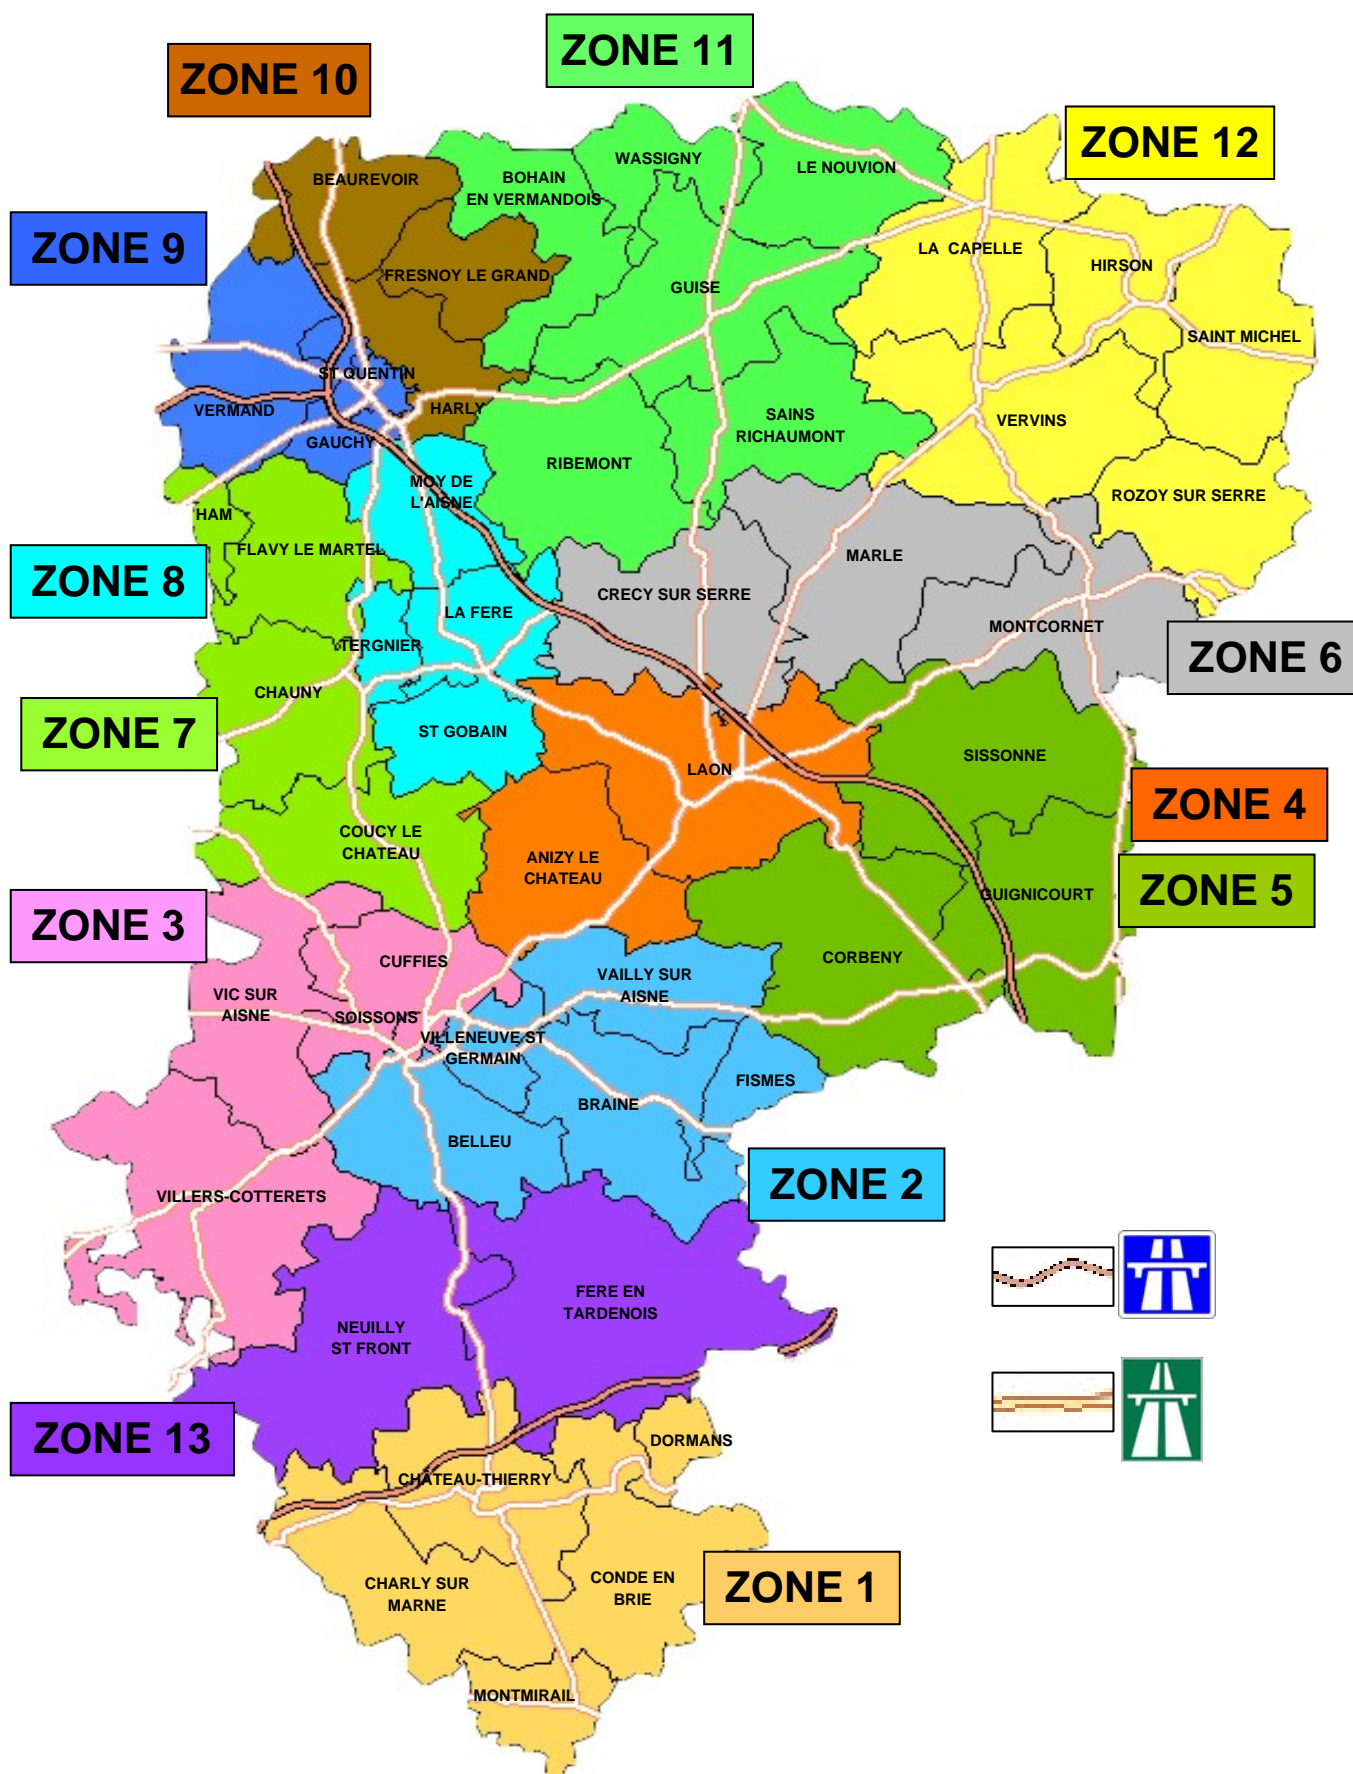 ZONE 11
ZONE 10
ZONE 12
WASSIGNY
LE NOUVION
BEAUREVOIR
BOHAIN
EN VERMANDOIS
ZONE 9
LA CAPELLE
HIRSON
FRESNOY LE GRAND
GUISE
SAINT MICHEL
ST QUENTIN
VERMAND
HARLY
GAUCHY
SAINS
RICHAUMONT
VERVINS
RIBEMONT
MOY DE
L'AISNE
ROZOY SUR SERRE
HAM
FLAVY LE MARTEL
MARLE
ZONE 8
CRECY SUR SERRE
LA FERE
MONTCORNET
TERGNIER
ZONE 6
CHAUNY
ZONE 7
ST GOBAIN
SISSONNE
LAON
ZONE 4
COUCY LE
CHATEAU
ANIZY LE
CHATEAU
ZONE 5
GUIGNICOURT
ZONE 3
CUFFIES
CORBENY
VAILLY SUR
AISNE
VIC SUR
AISNE
SOISSONS
VILLENEUVE ST
GERMAIN
FISMES
BRAINE
BELLEU
ZONE 2
VILLERS-COTTERETS
FERE EN
TARDENOIS
NEUILLY
ST FRONT
ZONE 13
DORMANS
CHATEAU-THIERRY
CHARLY SUR
MARNE
CONDE EN
BRIE
ZONE 1
MONTMIRAIL